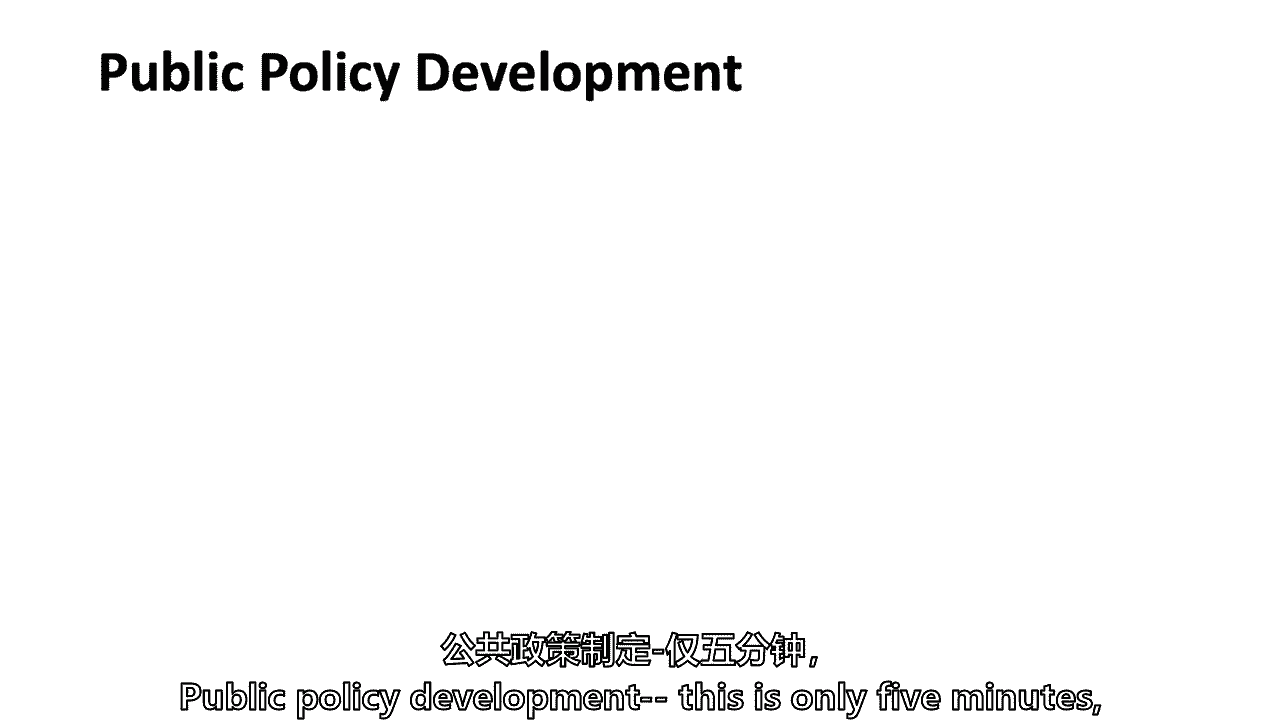 Public Policy Development
公共政策制定-仅五分钟，
Public policy development-- this is only five minutes,